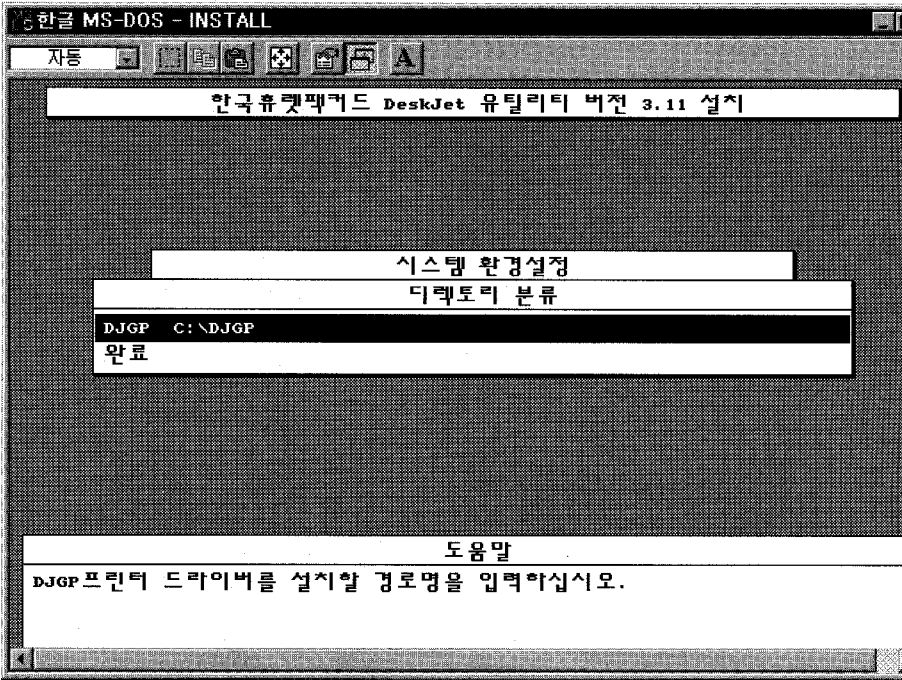 한글 MS-DOS - INSTALL
자동
A
한국휴렛팩커드 DeskJet 유틸리티 버전 3.11 설치
시스템 환경설정
디렉토리 분류
DJGP C:\DJGP
완료
도움말
DJGP프린터 드라이버를 설치할 경로명을 입력하십시오.